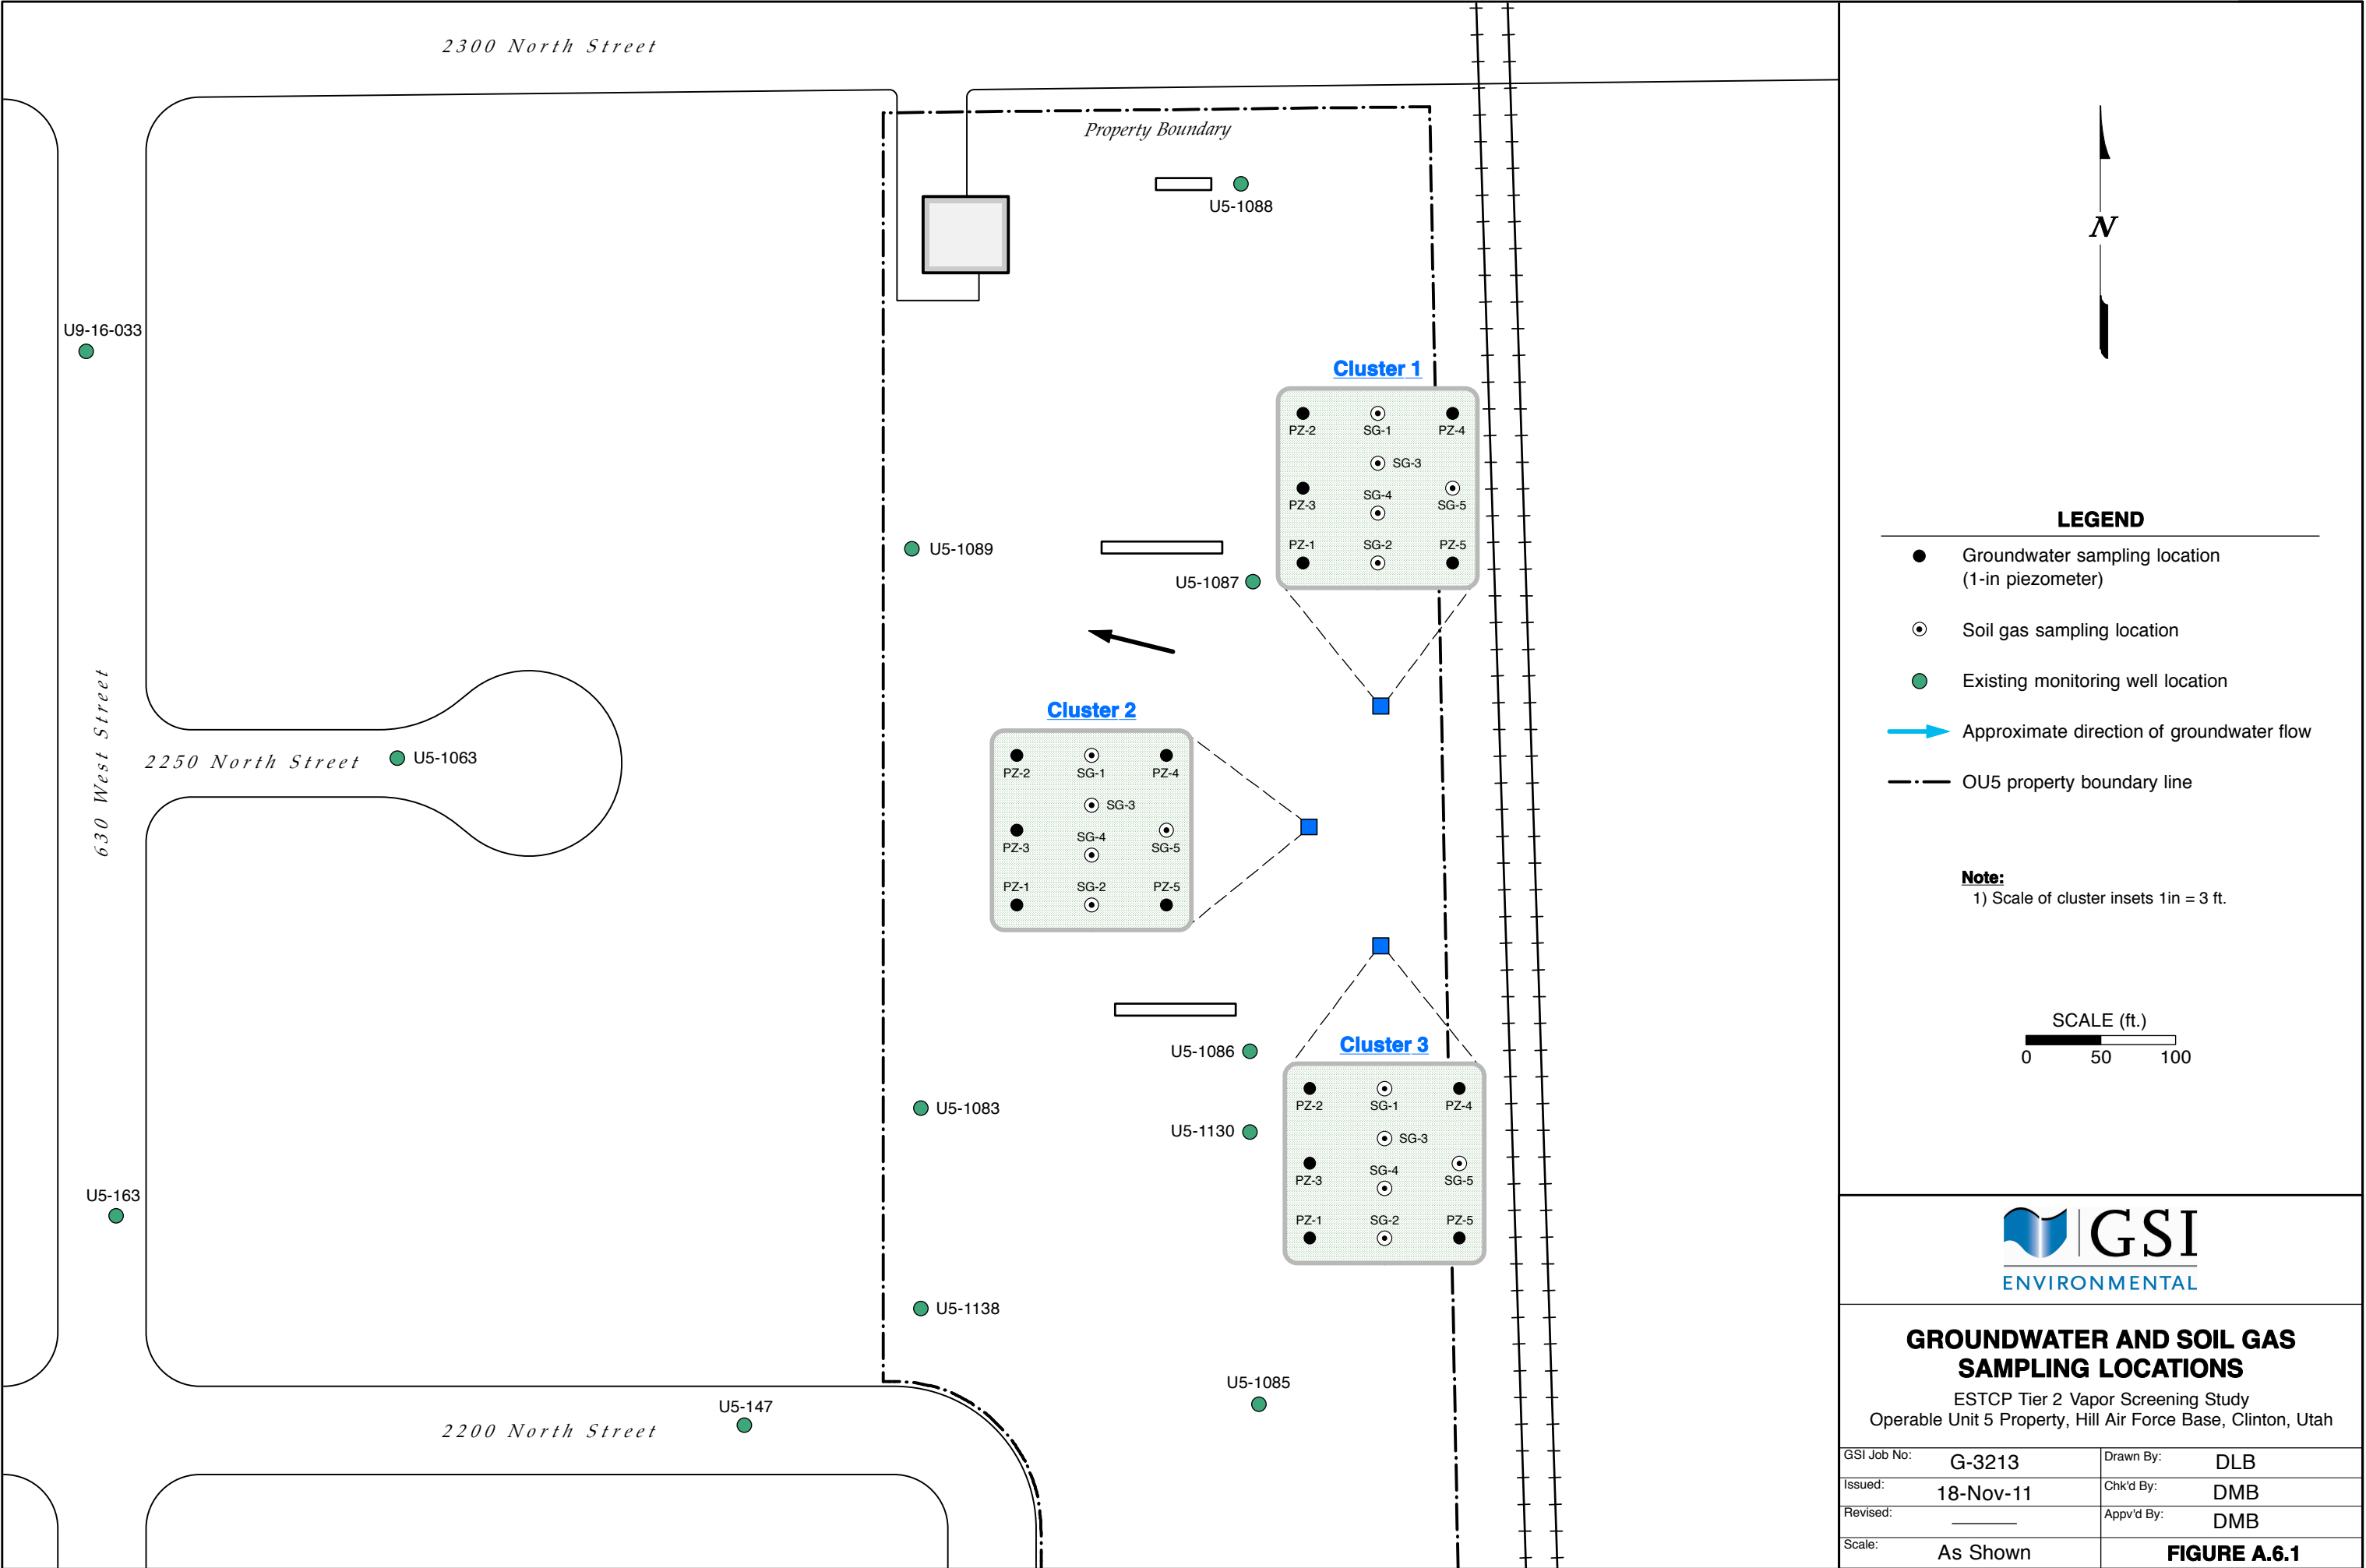 2300 North Street
Property Boundary
U5-1088
U9-16-033
Cluster 1
PZ-2
SG-1
PZ-4
SG-3
PZ-3
SG-4
SG-5
PZ-1
SG-2
PZ-5
U5-1089
U5-1087
630 West Street
2250 North Street
U5-1063
Cluster 2
PZ-2
SG-1
PZ-4
SG-3
PZ-3
SG-4
SG-5
PZ-1
SG-2
PZ-5
U5-1086
U5-1083
U5-1130
Cluster 3
PZ-2
SG-1
PZ-4
SG-3
PZ-3
SG-4
SG-5
PZ-1
SG-2
PZ-5
U5-163
U5-1138
U5-1085
U5-147
2200 North Street
N
LEGEND
Groundwater sampling location
(1-in piezometer)
Soil gas sampling location
Existing monitoring well location
Approximate direction of groundwater flow
OU5 property boundary line
Note:
1) Scale of cluster insets 1in = 3 ft.
SCALE (ft.)
0 50 100
GSI
ENVIRONMENTAL
GROUNDWATER AND SOIL GAS
SAMPLING LOCATIONS
ESTCP Tier 2 Vapor Screening Study
Operable Unit 5 Property, Hill Air Force Base, Clinton, Utah
GSI Job No: G-3213 Drawn By: DLB
Issued: 18-Nov-11 Chk'd By: DMB
Revised: Appv'd By: DMB
Scale: As Shown FIGURE A.6.1